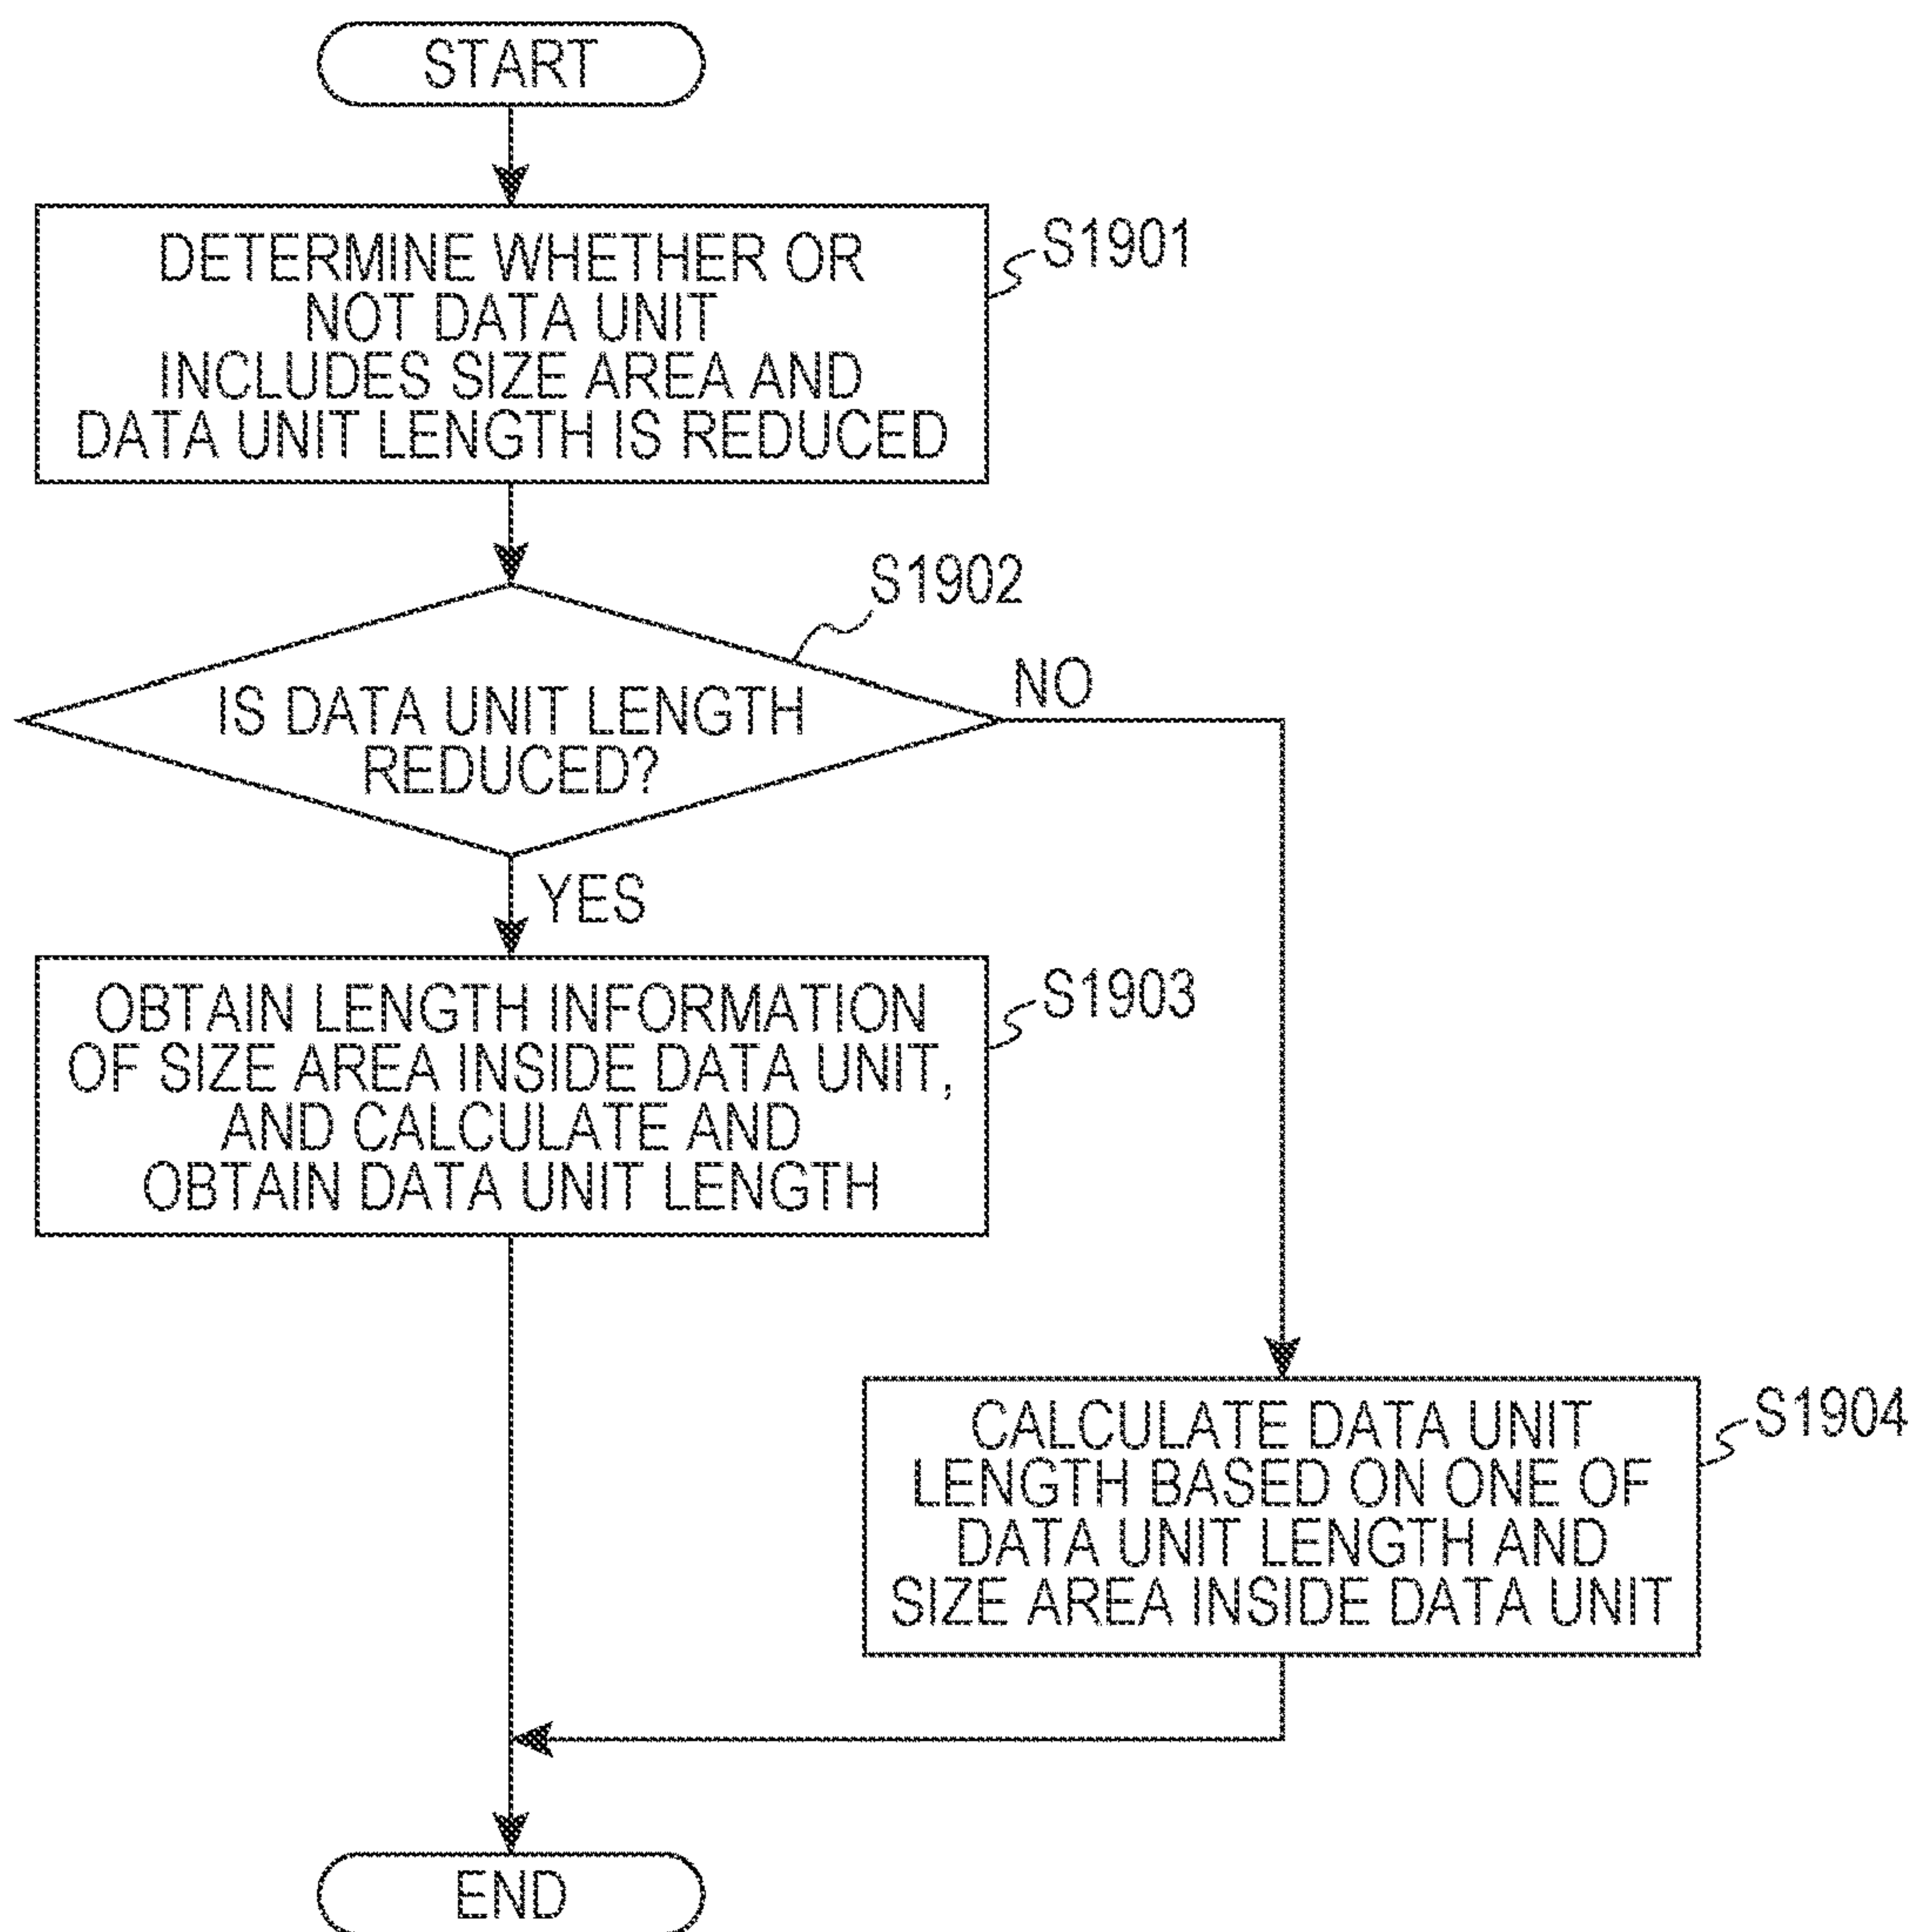 START
DETERMINE WHETHER OR
NOT DATA UNIT
INCLUDES SIZE AREA AND
DATA UNIT LENGTH IS REDUCED
S1901
S1902
IS DATA UNIT LENGTH
REDUCED?
NO
YES
OBTAIN LENGTH INFORMATION
OF SIZE AREA INSIDE DATA UNIT,
AND CALCULATE AND
OBTAIN DATA UNIT LENGTH
S1903
CALCULATE DATA UNIT
LENGTH BASED ON ONE OF
DATA UNIT LENGTH AND
SIZE AREA INSIDE DATA UNIT
S1904
END